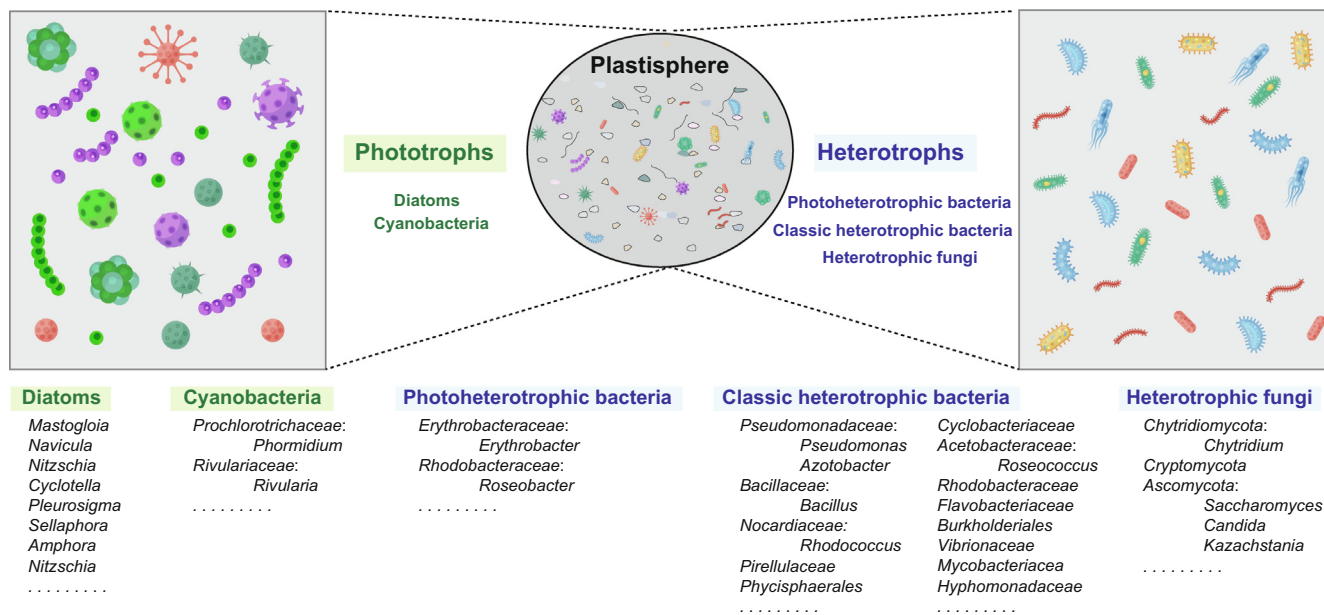 Plastisphere
Phototrophs
Diatoms
Cyanobacteria
Heterotrophs
Photoheterotrophic bacteria
Classic heterotrophic bacteria
Heterotrophic fungi
Diatoms
Mastogloia
Navicula
Nitzschia
Cyclotella
Pleurosigma
Sellaphora
Amphora
Nitzschia
. . . . . . . . .
Cyanobacteria
Prochlorotrichaceae:
Phormidium
Rivulariaceae:
Rivularia
. . . . . . . . .
Photoheterotrophic bacteria
Erythrobacteraceae:
Erythrobacter
Rhodobacteraceae:
Roseobacter
. . . . . . . . .
Classic heterotrophic bacteria
Pseudomonadaceae:
Pseudomonas
Azotobacter
Bacillaceae:
Bacillus
Nocardiaceae:
Rhodococcus
Pirellulaceae
Phycisphaerales
. . . . . . . . .
Cyclobacteriaceae
Acetobacteraceae:
Roseococcus
Rhodobacteraceae
Flavobacteriaceae
Burkholderiales
Vibrionaceae
Mycobacteriacea
Hyphomonadaceae
. . . . . . . . .
Heterotrophic fungi
Chytridiomycota:
Chytridium
Cryptomycota
Ascomycota:
Saccharomyces
Candida
Kazachstania
. . . . . . . . .